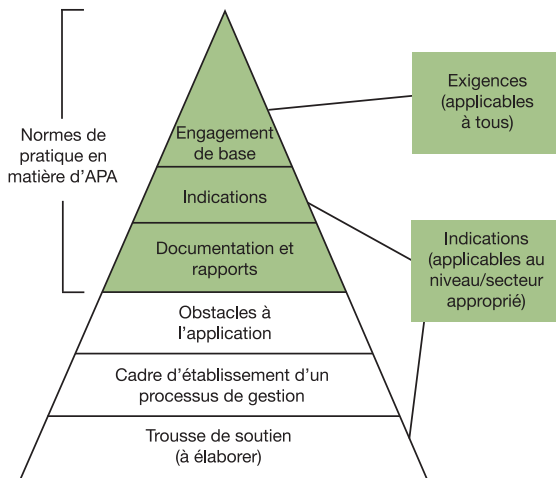 Normes de
pratique en
matière d'APA
Engagement
de base
Indications
Documentation et
rapports
Obstacles à
l'application
Cadre d'établissement d'un
processus de gestion
Trousse de soutien
(à élaborer)
Exigences
(applicables
à tous)
Indications
(applicables au
niveau/secteur
approprié)